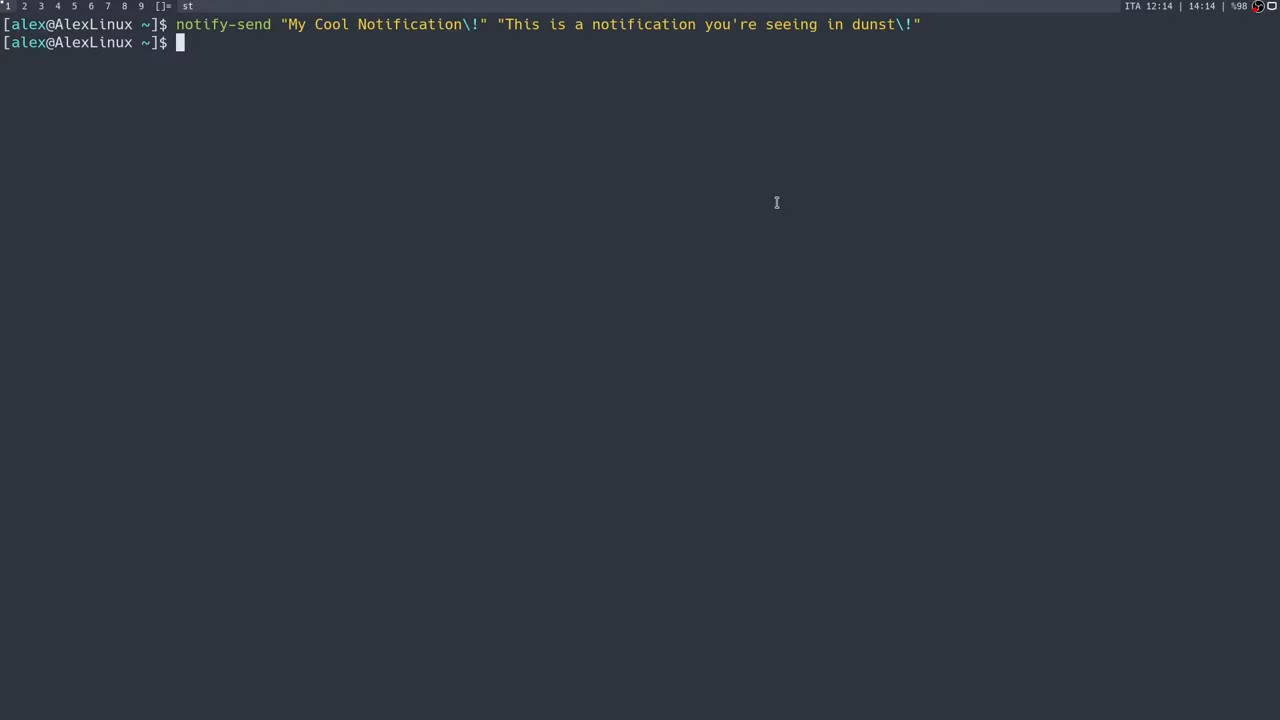 1 2 3 4 5 6 7 8 9 []= st ITA 12:14 | 14:14 | %98
[alex@AlexLinux ~]$ notify-send "My Cool Notification\!" "This is a notification you're seeing in dunst\!"
[alex@AlexLinux ~]$